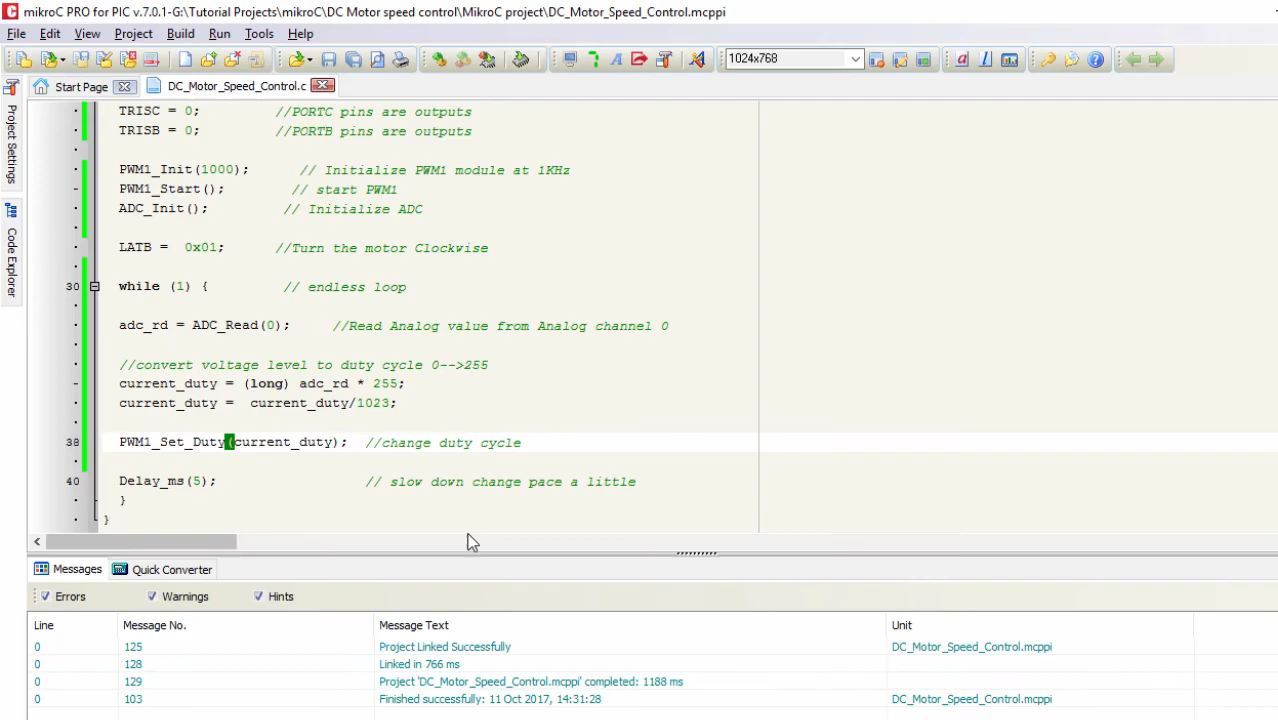 mikroC PRO for PIC v.7.0.1-G:\Tutorial Projects\mikroC\DC Motor speed control\MikroC project\DC_Motor_Speed_Control.mcppi
File Edit View Project Build Run Tools Help
1024x768
Start Page DC_Motor_Speed_Control.c
Project Settings
Code Explorer
TRISC = 0; //PORTC pins are outputs
TRISB = 0; //PORTB pins are outputs
PWM1_Init(1000); // Initialize PWM1 module at 1KHz
PWM1_Start(); // start PWM1
ADC_Init(); // Initialize ADC
LATB = 0x01; //Turn the motor Clockwise
30 while (1) { // endless loop
adc_rd = ADC_Read(0); //Read Analog value from Analog channel 0
//convert voltage level to duty cycle 0-->255
current_duty = (long) adc_rd * 255;
current_duty = current_duty/1023;
38 PWM1_Set_Duty(current_duty); //change duty cycle
40 Delay_ms(5); // slow down change pace a little
}
}
Messages Quick Converter
Errors Warnings Hints
Line Message No. Message Text Unit
0 125 Project Linked Successfully DC_Motor_Speed_Control.mcppi
0 128 Linked in 766 ms
0 129 Project 'DC_Motor_Speed_Control.mcppi' completed: 1188 ms
0 103 Finished successfully: 11 Oct 2017, 14:31:28 DC_Motor_Speed_Control.mcppi